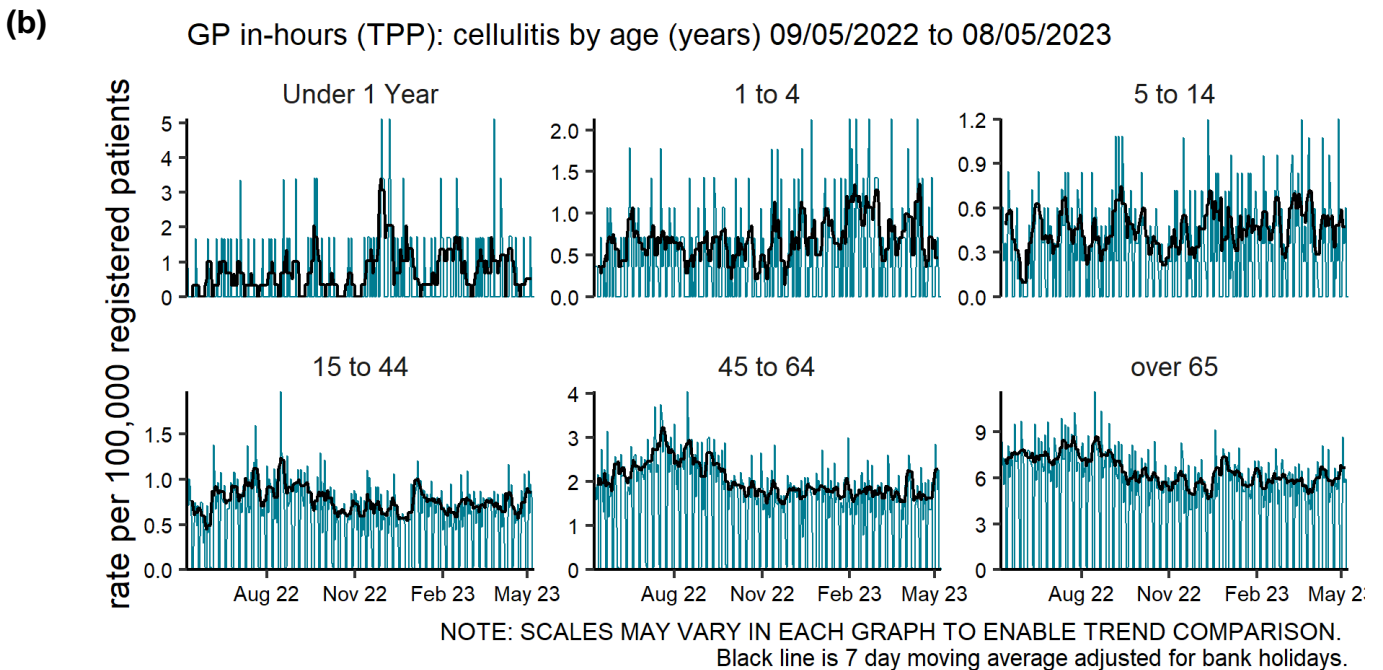 (b)
GP in-hours (TPP): cellulitis by age (years) 09/05/2022 to 08/05/2023
rate per 100,000 registered patients
Under 1 Year
5
4
3
2
1
0
1 to 4
2.0
1.5
1.0
0.5
0.0
5 to 14
1.2
0.9
0.6
0.3
0.0
15 to 44
1.5
1.0
0.5
0.0
Aug 22 Nov 22 Feb 23 May 23
45 to 64
4
3
2
1
0
Aug 22 Nov 22 Feb 23 May 23
over 65
9
6
3
0
Aug 22 Nov 22 Feb 23 May 2
NOTE: SCALES MAY VARY IN EACH GRAPH TO ENABLE TREND COMPARISON.
Black line is 7 day moving average adjusted for bank holidays.